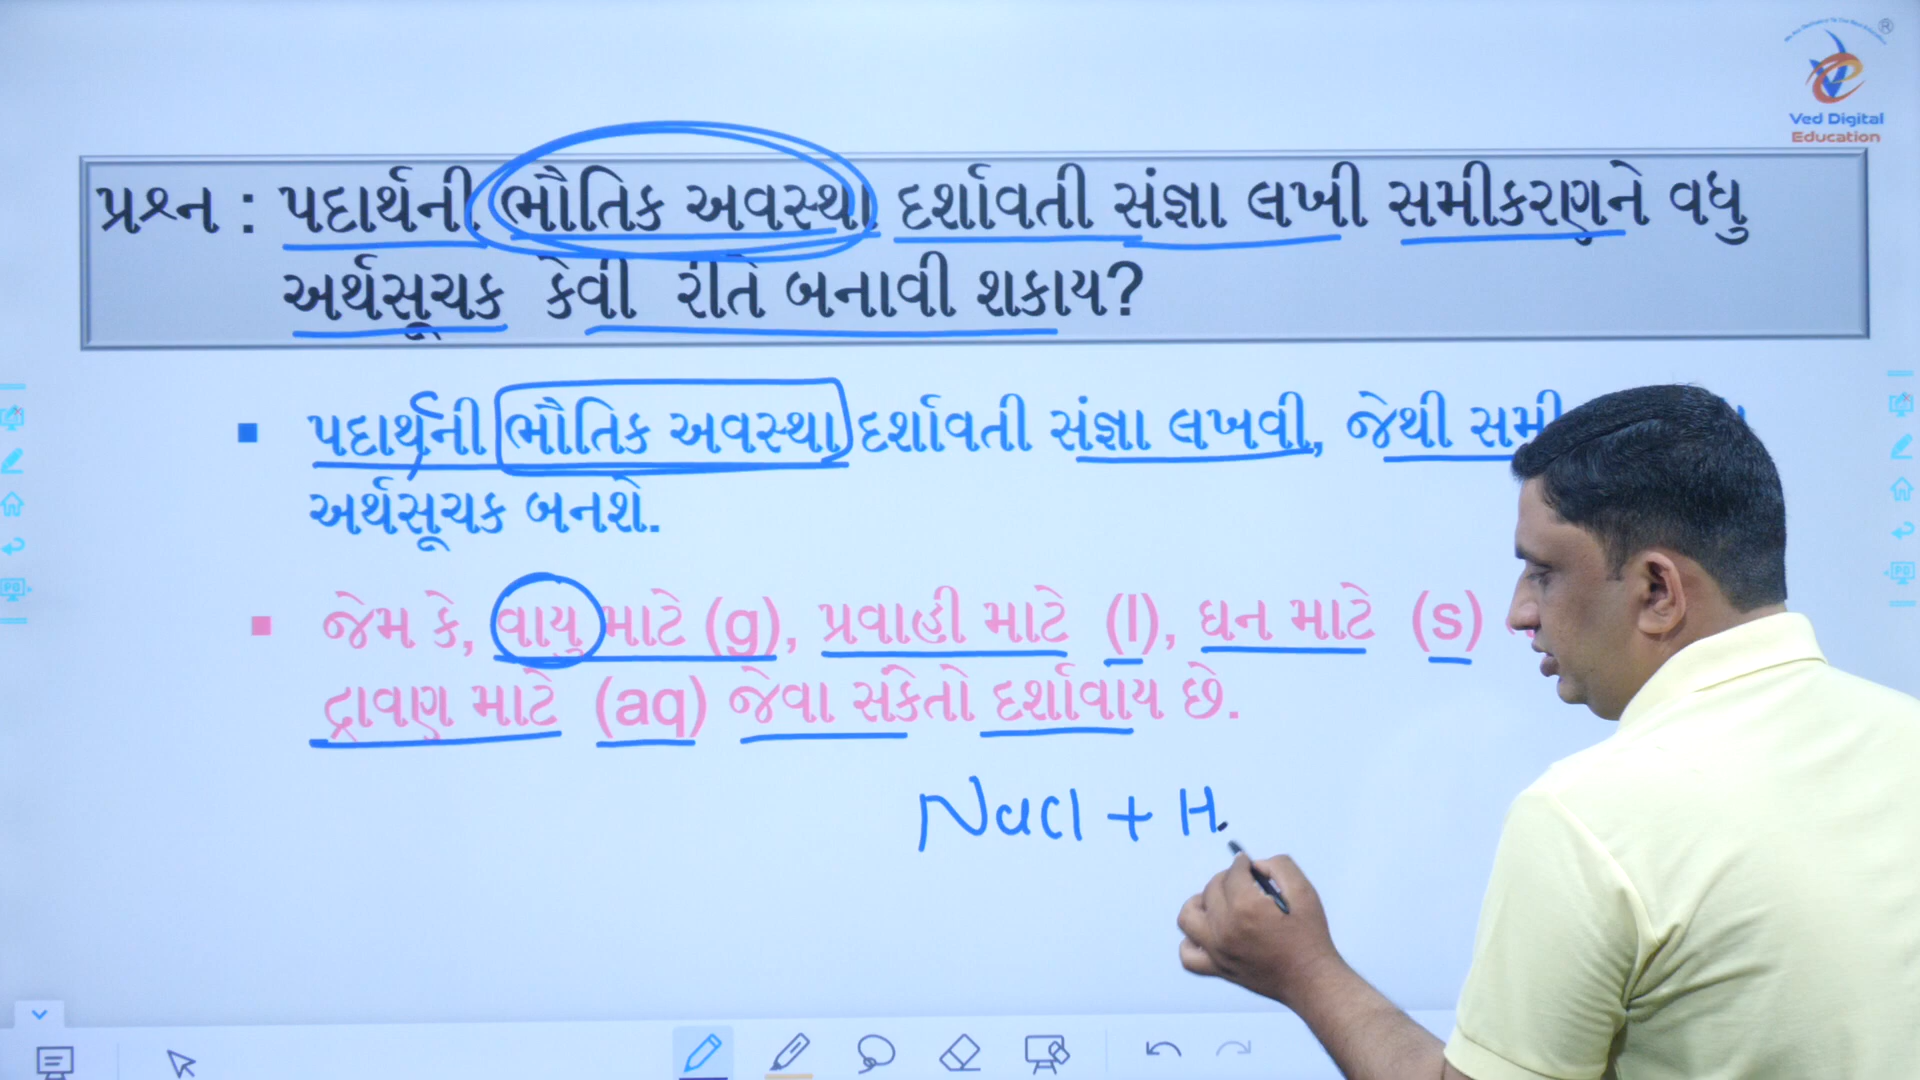 Ved Digital
Education
પ્રશ્ન : પદાર્થની ભૌતિક અવસ્થા દર્શાવતી સંજ્ઞા લખી સમીકરણને વધુ
અર્થસૂચક કેવી રીતે બનાવી શકાય?
▪ પદાર્થની ભૌતિક અવસ્થા દર્શાવતી સંજ્ઞા લખવી, જેથી
અર્થસૂચક બનશે.
▪ જેમ કે, વાયુ માટે (g), પ્રવાહી માટે (l), ઘન માટે (s)
દ્રાવણ માટે (aq) જેવા સંકેતો દર્શાવાય છે.
NaCl + H